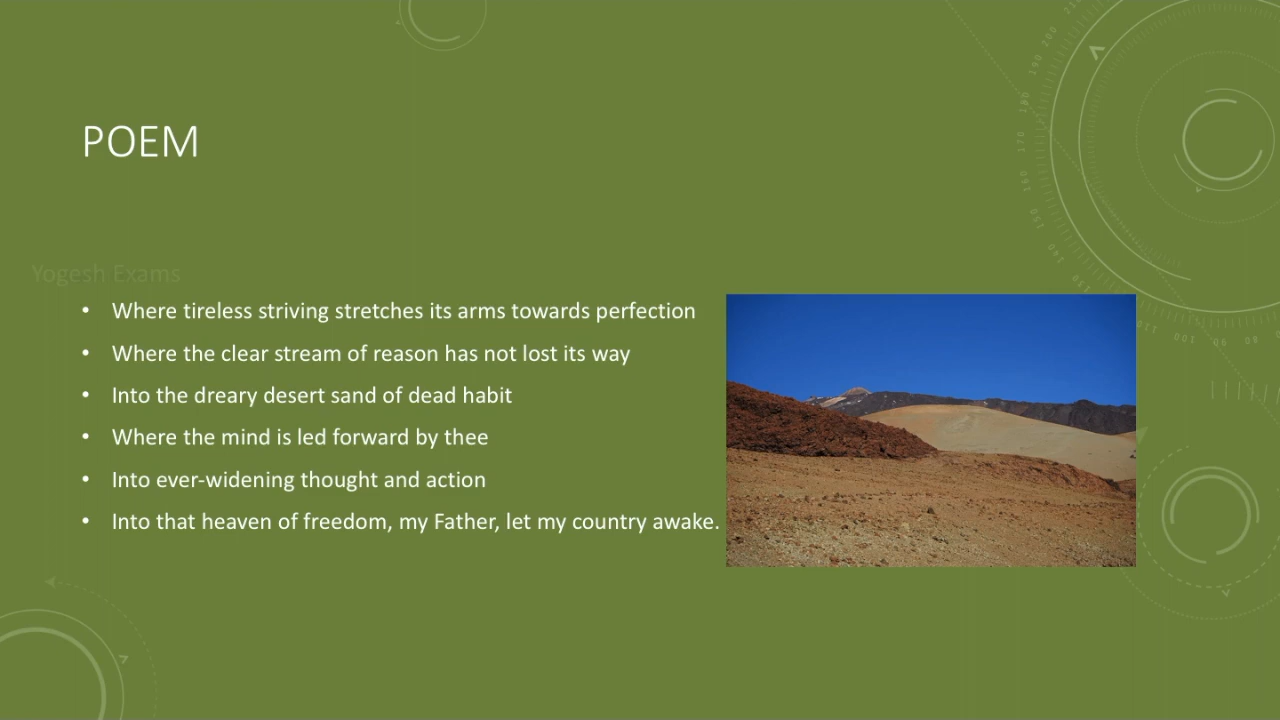 POEM
Yogesh Exams
• Where tireless striving stretches its arms towards perfection
• Where the clear stream of reason has not lost its way
• Into the dreary desert sand of dead habit
• Where the mind is led forward by thee
• Into ever-widening thought and action
• Into that heaven of freedom, my Father, let my country awake.